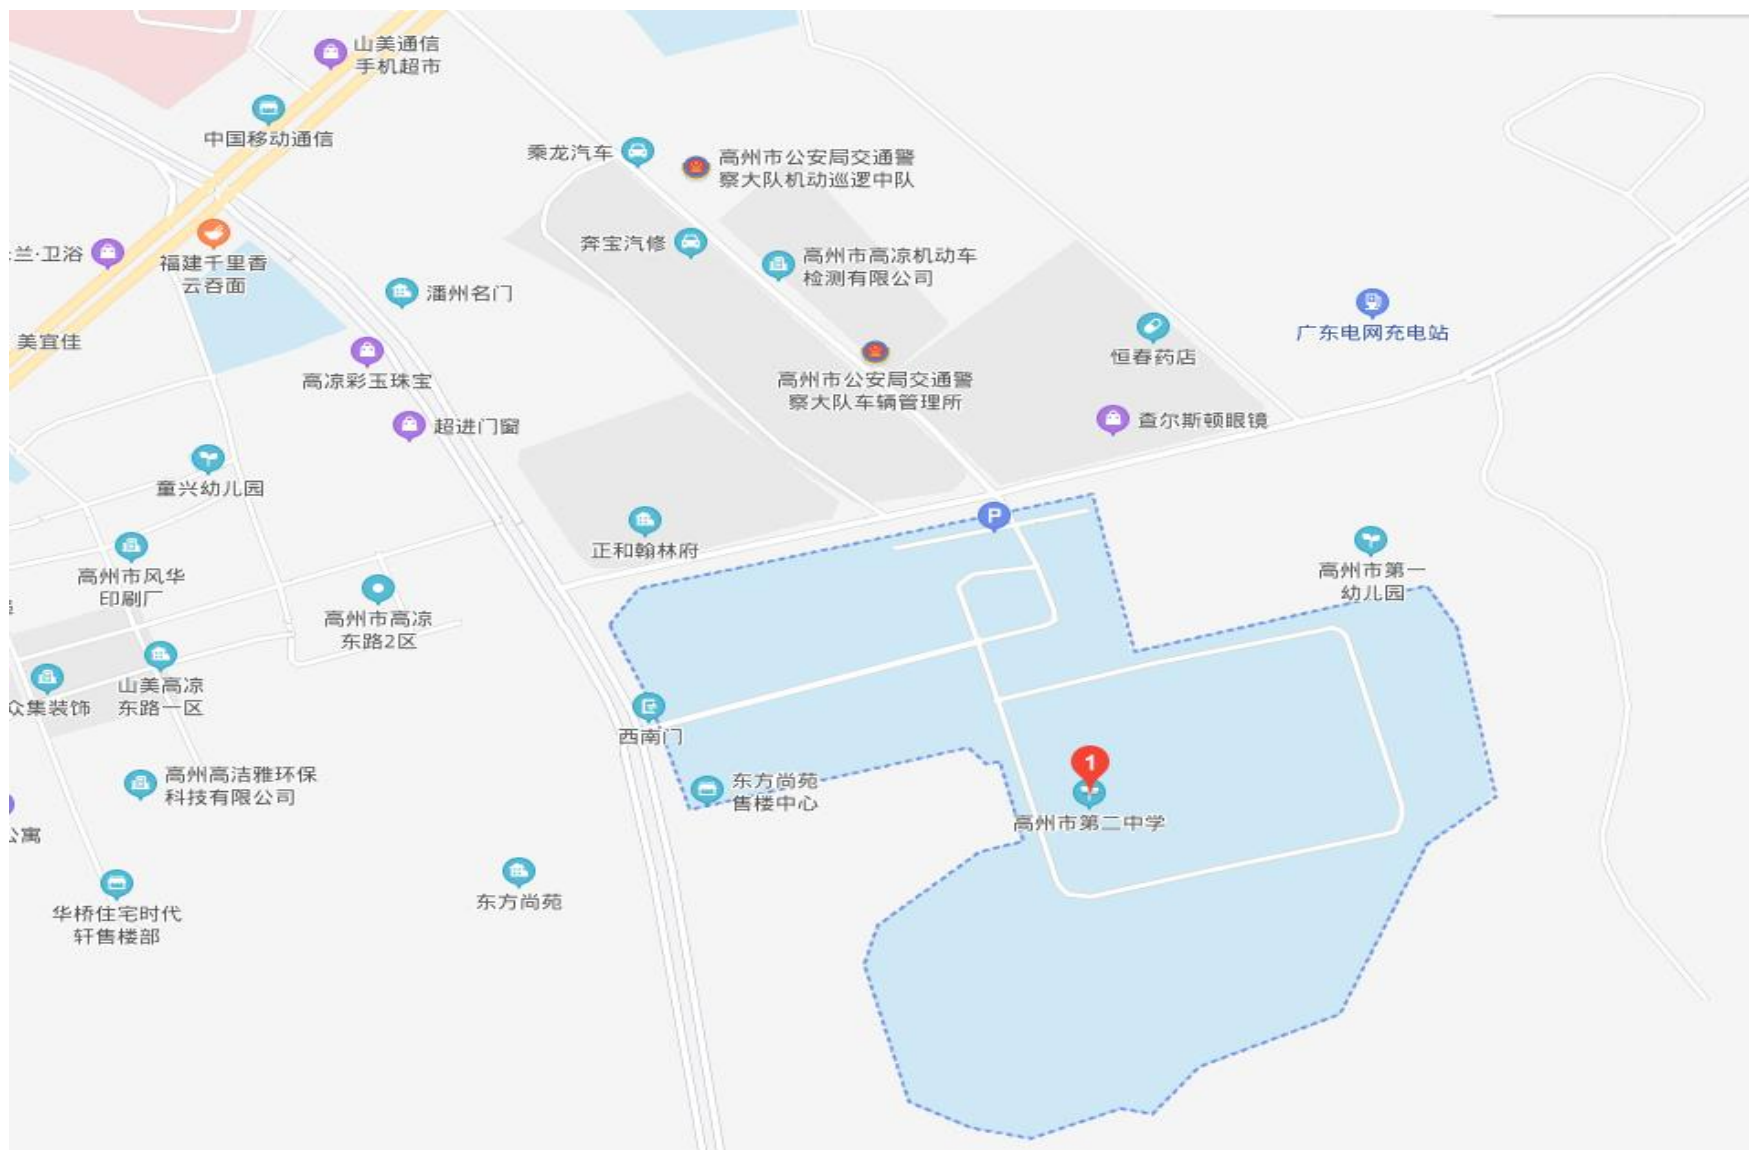 山美通信
手机超市
中国移动通信
乘龙汽车
高州市公安局交通警
察大队机动巡逻中队
兰·卫浴
福建千里香
云吞面
奔宝汽修
高州市高凉机动车
检测有限公司
潘州名门
美宜佳
广东电网充电站
恒春药店
高凉彩玉珠宝
高州市公安局交通警
察大队车辆管理所
超进门窗
查尔斯顿眼镜
童兴幼儿园
P
正和翰林府
高州市风华
印刷厂
高州市第一
幼儿园
高州市高凉
东路2区
山美高凉
东路一区
众集装饰
西南门
1
高州高洁雅环保
科技有限公司
东方尚苑
售楼中心
高州市第二中学
公寓
东方尚苑
华桥住宅时代
轩售楼部